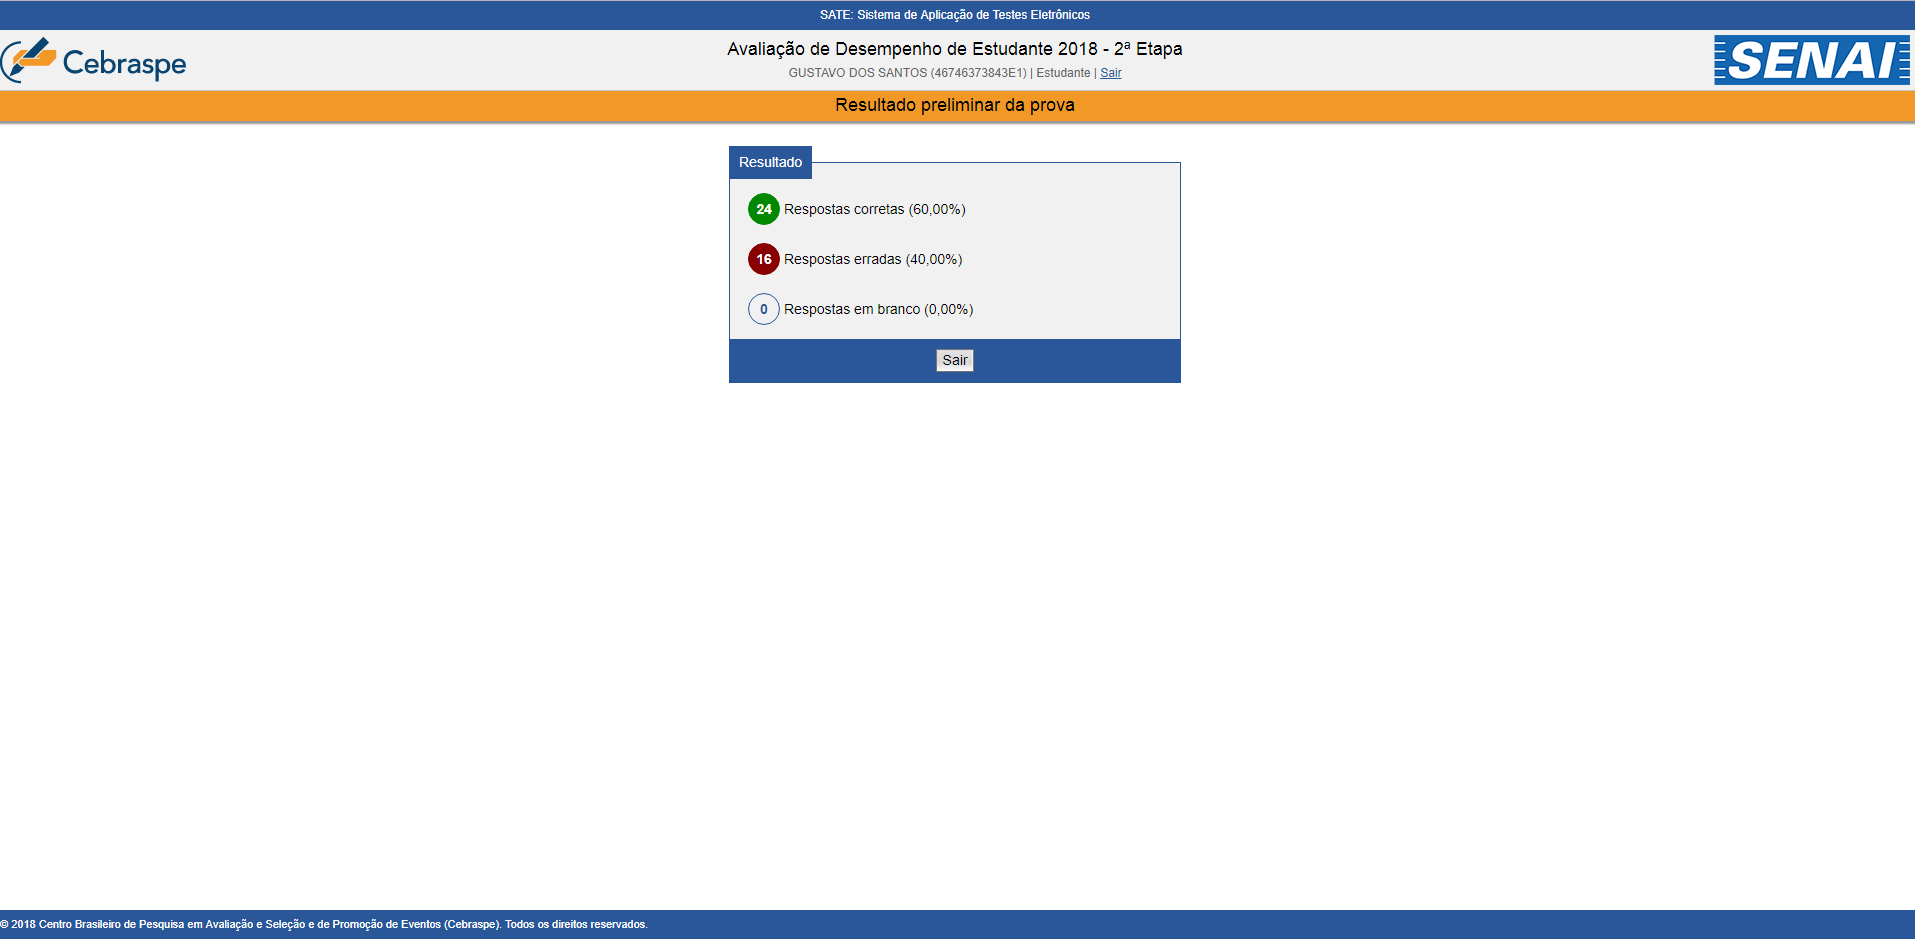 SATE: Sistema de Aplicação de Testes Eletrônicos
Cebraspe
Avaliação de Desempenho de Estudante 2018 - 2ª Etapa
GUSTAVO DOS SANTOS (46746373843E1) | Estudante | Sair
SENAI
Resultado preliminar da prova
Resultado
24 Respostas corretas (60,00%)
16 Respostas erradas (40,00%)
0 Respostas em branco (0,00%)
Sair
© 2018 Centro Brasileiro de Pesquisa em Avaliação e Seleção e de Promoção de Eventos (Cebraspe). Todos os direitos reservados.